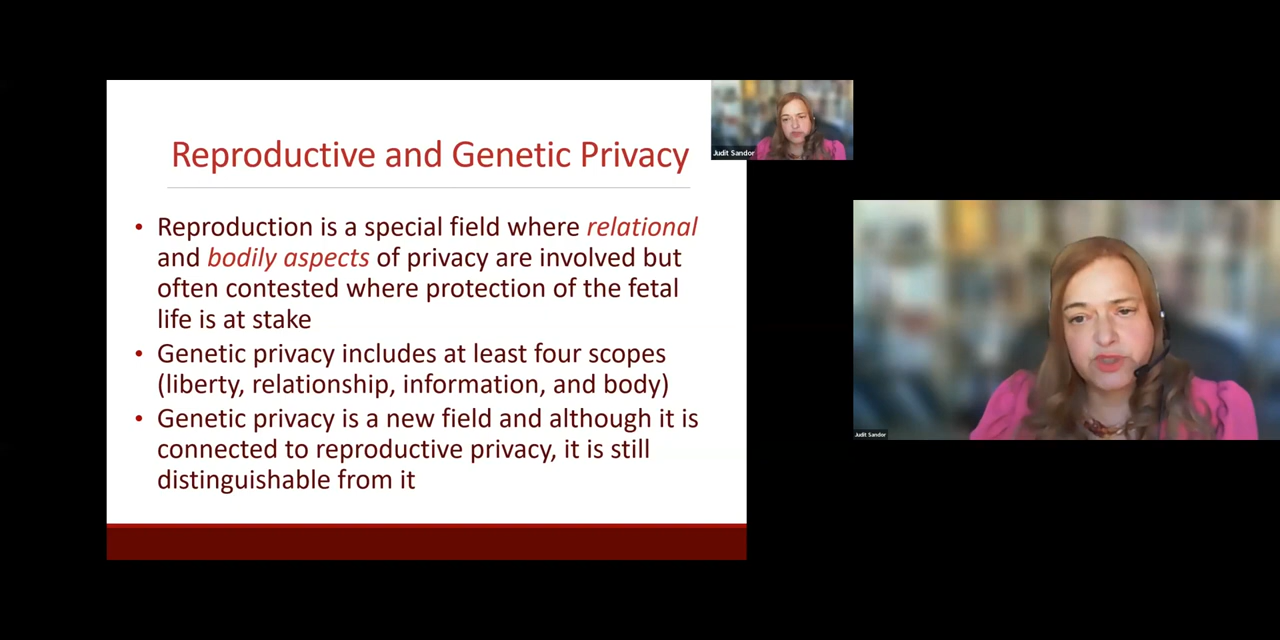 Reproductive and Genetic Privacy
• Reproduction is a special field where relational
and bodily aspects of privacy are involved but
often contested where protection of the fetal
life is at stake
• Genetic privacy includes at least four scopes
(liberty, relationship, information, and body)
• Genetic privacy is a new field and although it is
connected to reproductive privacy, it is still
distinguishable from it
Judit Sandor
Judit Sandor